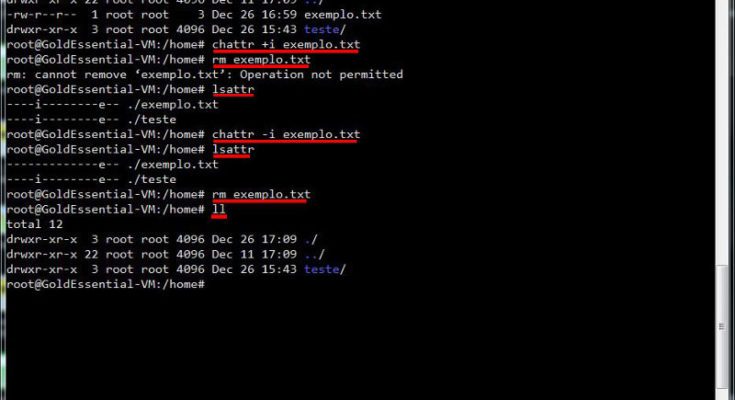 drwxr-xr-x 22 root root 4096 Dec 11 17:09 ../
-rw-r--r--  1 root root    3 Dec 26 16:59 exemplo.txt
drwxr-xr-x  3 root root 4096 Dec 26 15:43 teste/
root@GoldEssential-VM:/home# chattr +i exemplo.txt
root@GoldEssential-VM:/home# rm exemplo.txt
rm: cannot remove ‘exemplo.txt’: Operation not permitted
root@GoldEssential-VM:/home# lsattr
----i--------e-- ./exemplo.txt
----i--------e-- ./teste
root@GoldEssential-VM:/home# chattr -i exemplo.txt
root@GoldEssential-VM:/home# lsattr
-------------e-- ./exemplo.txt
----i--------e-- ./teste
root@GoldEssential-VM:/home# rm exemplo.txt
root@GoldEssential-VM:/home# ll
total 12
drwxr-xr-x  3 root root 4096 Dec 26 17:09 ./
drwxr-xr-x 22 root root 4096 Dec 11 17:09 ../
drwxr-xr-x  3 root root 4096 Dec 26 15:43 teste/
root@GoldEssential-VM:/home#